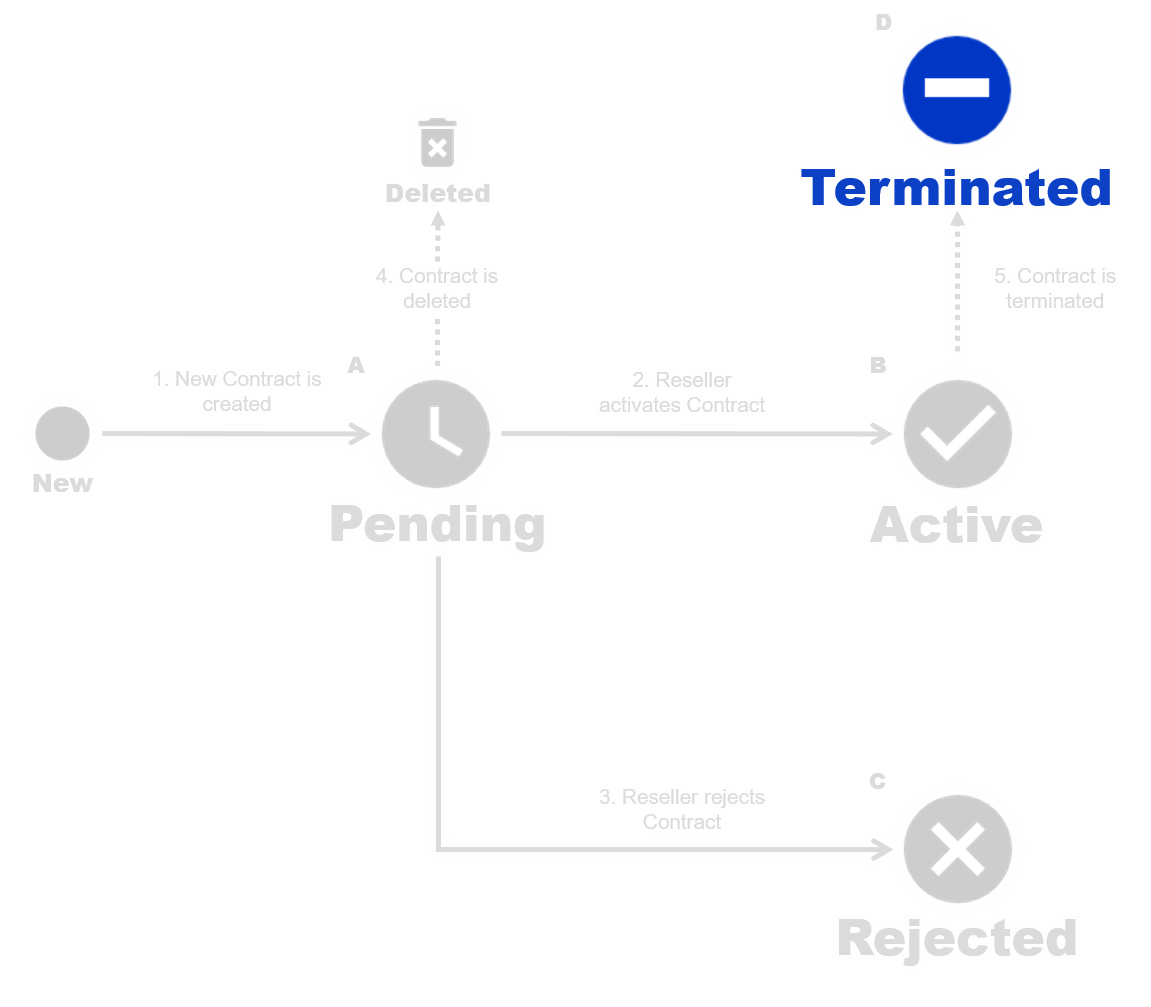 D
Terminated
Deleted
4. Contract is
deleted
5. Contract is
terminated
1. New Contract is
created
A
2. Reseller
activates Contract
B
New
Pending
Active
3. Reseller rejects
Contract
C
Rejected